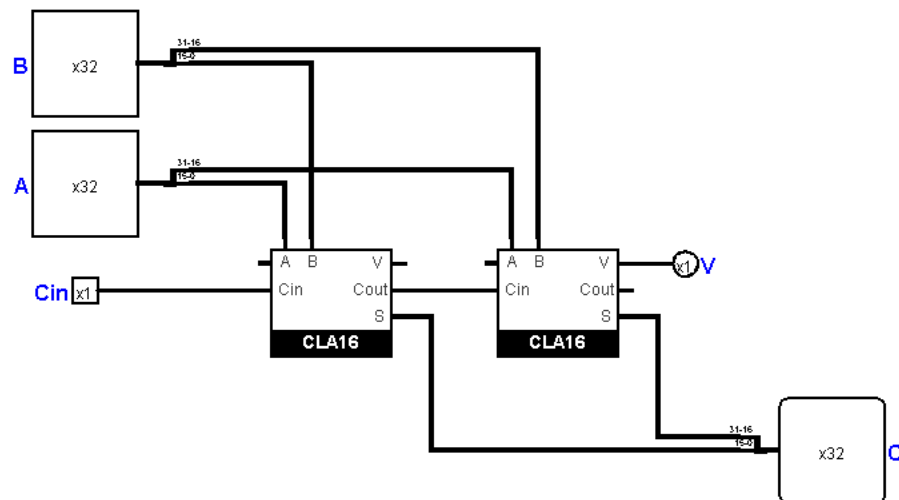 31-16
15-0
B
x32
31-16
15-0
A
x32
A B V
Cin Cout
S
CLA16
A B V
Cin Cout
S
CLA16
x1 V
Cin x1
31-16
15-0
x32